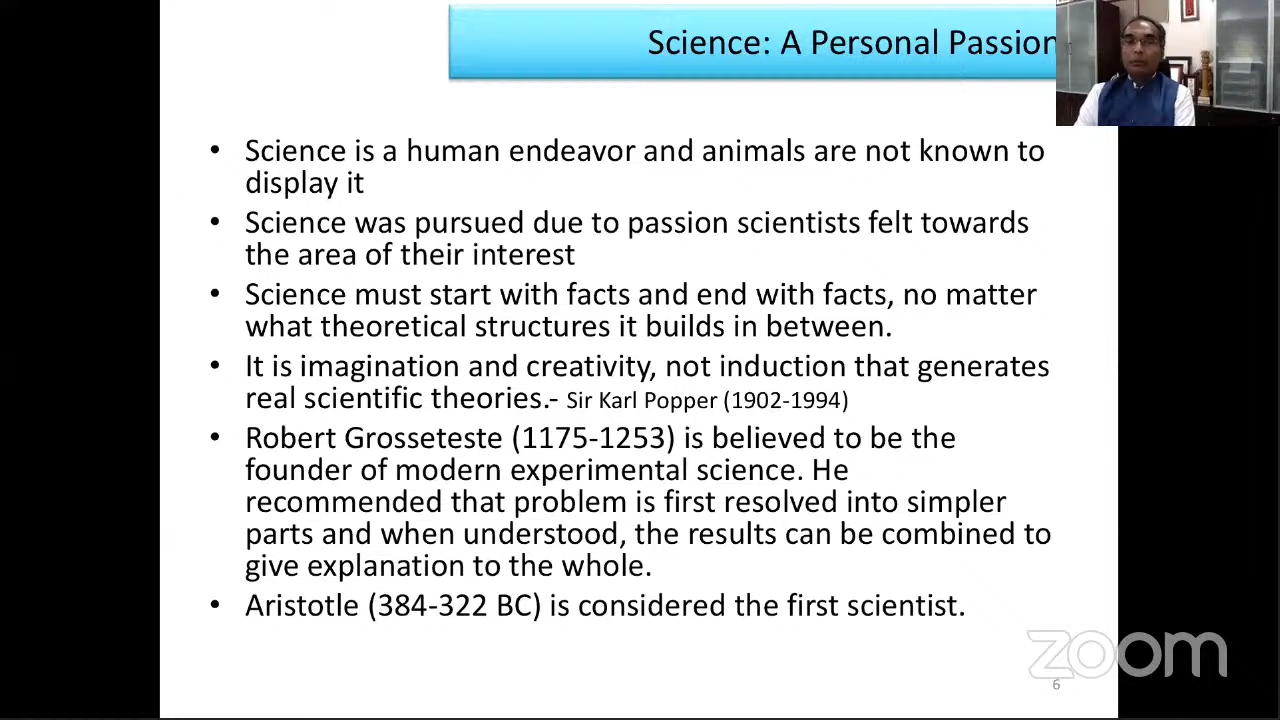 Science: A Personal Passion
• Science is a human endeavor and animals are not known to
display it
• Science was pursued due to passion scientists felt towards
the area of their interest
• Science must start with facts and end with facts, no matter
what theoretical structures it builds in between.
• It is imagination and creativity, not induction that generates
real scientific theories.- Sir Karl Popper (1902-1994)
• Robert Grosseteste (1175-1253) is believed to be the
founder of modern experimental science. He
recommended that problem is first resolved into simpler
parts and when understood, the results can be combined to
give explanation to the whole.
• Aristotle (384-322 BC) is considered the first scientist.
zoom
6